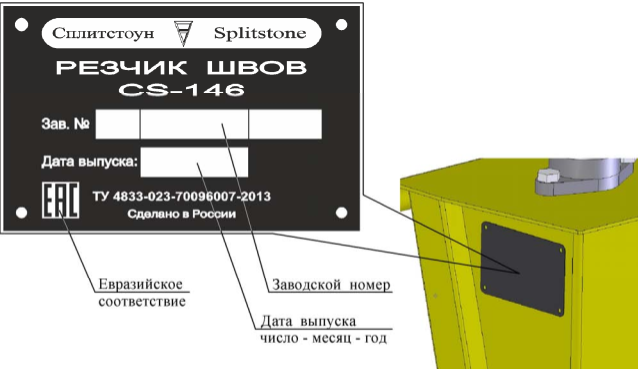 Сплитстоун Splitstone
РЕЗЧИК ШВОВ
CS-146
Зав. №
Дата выпуска:
EAC ТУ 4833-023-70096007-2013
Сделано в России
Евразийское
соответствие
Заводской номер
Дата выпуска
число - месяц - год